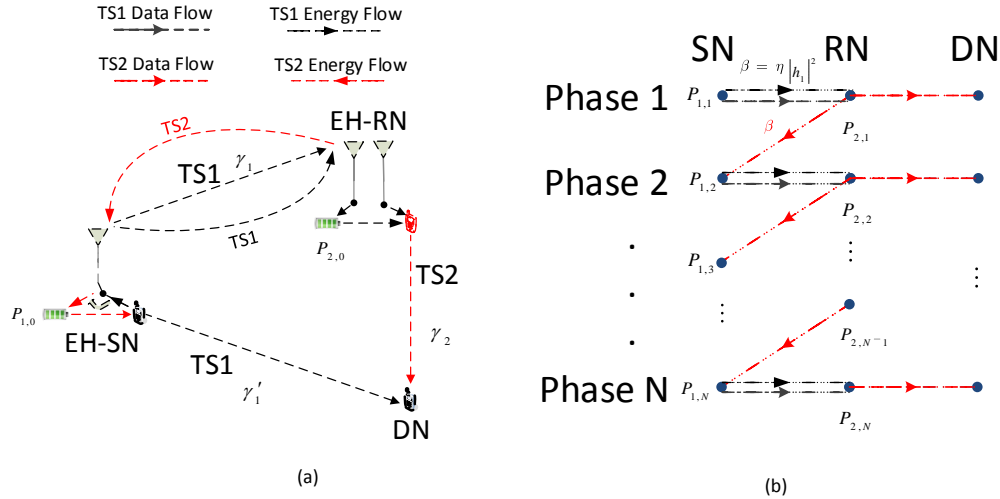 TS1 Data Flow
TS1 Energy Flow
TS2 Data Flow
TS2 Energy Flow
TS2
EH-RN
TS1
γ₁
TS1
P₂,₀
TS2
P₁,₀
EH-SN
TS1
γ₂
γ₁′
DN
(a)
SN
RN
DN
β = η|h₁|²
Phase 1
P₁,₁
β
P₂,₁
Phase 2
P₁,₂
P₂,₂
P₁,₃
P₂,N−1
Phase N
P₁,N
P₂,N
(b)